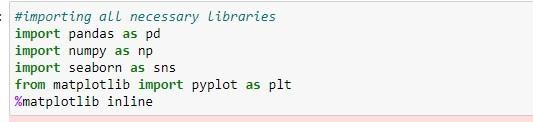 #importing all necessary libraries
import pandas as pd
import numpy as np
import seaborn as sns
from matplotlib import pyplot as plt
%matplotlib inline